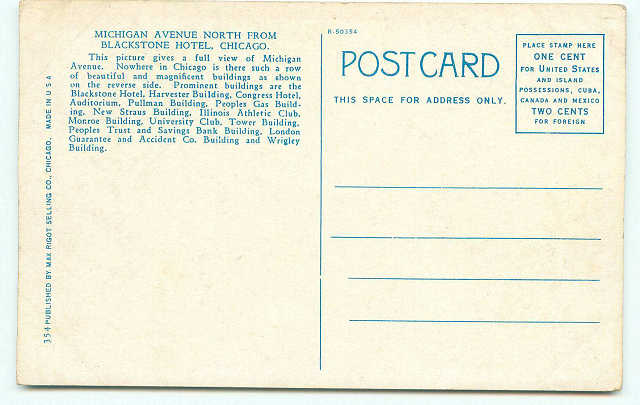 MICHIGAN AVENUE NORTH FROM
BLACKSTONE HOTEL, CHICAGO.
This picture gives a full view of Michigan
Avenue. Nowhere in Chicago is there such a row
of beautiful and magnificent buildings as shown
on the reverse side. Prominent buildings are the
Blackstone Hotel, Harvester Building, Congress Hotel,
Auditorium, Pullman Building, Peoples Gas Build-
ing, New Straus Building, Illinois Athletic Club,
Monroe Building, University Club, Tower Building,
Peoples Trust and Savings Bank Building, London
Guarantee and Accident Co. Building and Wrigley
Building.
354 PUBLISHED BY MAX RIGOT SELLING CO., CHICAGO. MADE IN U S A
R-50354
POST CARD
THIS SPACE FOR ADDRESS ONLY.
PLACE STAMP HERE
ONE CENT
FOR UNITED STATES
AND ISLAND
POSSESSIONS, CUBA,
CANADA AND MEXICO
TWO CENTS
FOR FOREIGN